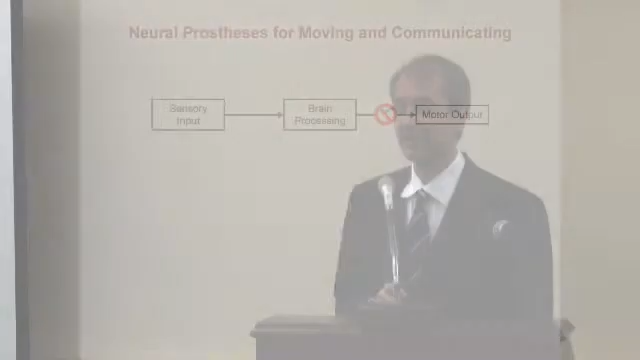 Neural Prostheses for Moving and Communicating
Sensory
Input
Brain
Processing
Motor Output